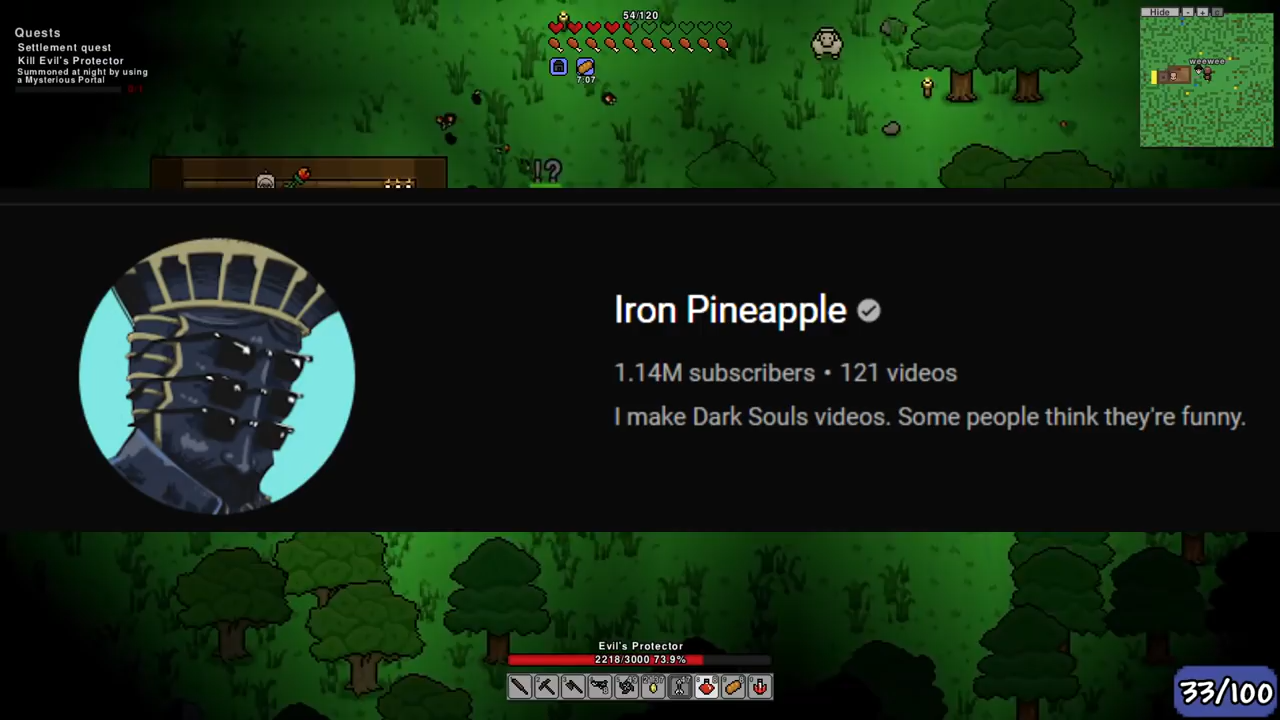 Quests
Settlement quest
Kill Evil's Protector
Summoned at night by using
a Mysterious Portal
54/120
7:07
Hide - +
weewee
!?
Iron Pineapple
1.14M subscribers • 121 videos
I make Dark Souls videos. Some people think they're funny.
Evil's Protector
2218/3000 73.9%
33/100